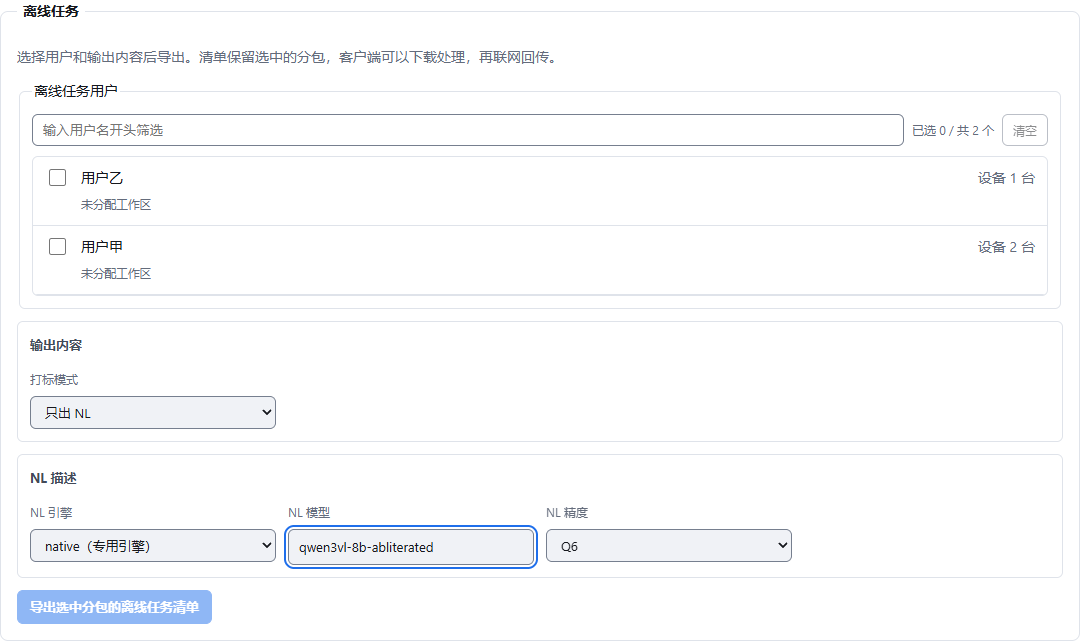 离线任务
选择用户和输出内容后导出。清单保留选中的分包，客户端可以下载处理，再联网回传。
离线任务用户
输入用户名开头筛选
已选 0 / 共 2 个
清空
用户乙
设备 1 台
未分配工作区
用户甲
设备 2 台
未分配工作区
输出内容
打标模式
只出 NL
NL 描述
NL 引擎
NL 模型
NL 精度
native（专用引擎）
qwen3vl-8b-abliterated
Q6
导出选中分包的离线任务清单